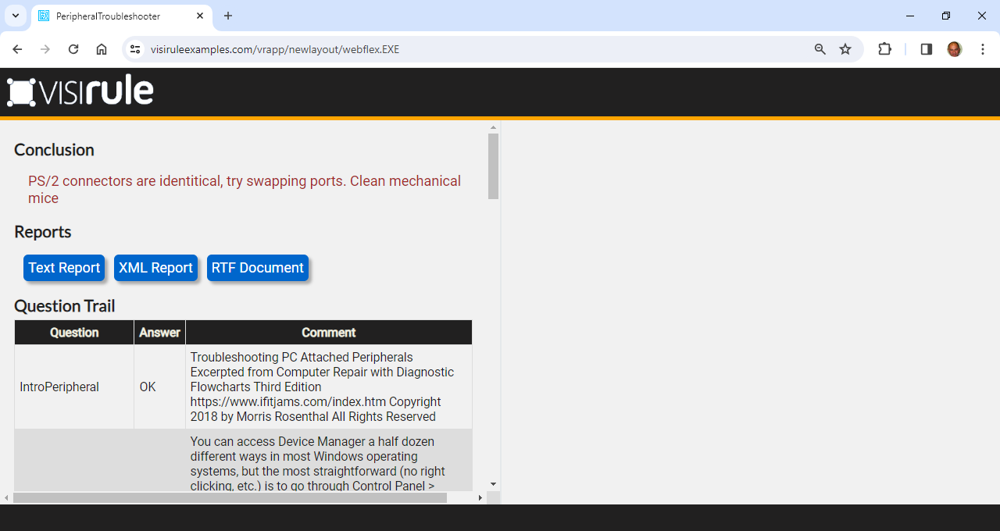 PeripheralTroubleshooter
visiruleexamples.com/vrapp/newlayout/webflex.EXE
VISIrule
Conclusion
PS/2 connectors are identitical, try swapping ports. Clean mechanical
mice
Reports
Text Report XML Report RTF Document
Question Trail
Question Answer Comment
IntroPeripheral OK
Troubleshooting PC Attached Peripherals
Excerpted from Computer Repair with Diagnostic
Flowcharts Third Edition
https://www.ifitjams.com/index.htm Copyright
2018 by Morris Rosenthal All Rights Reserved
You can access Device Manager a half dozen
different ways in most Windows operating
systems, but the most straightforward (no right
clicking, etc.) is to go through Control Panel >